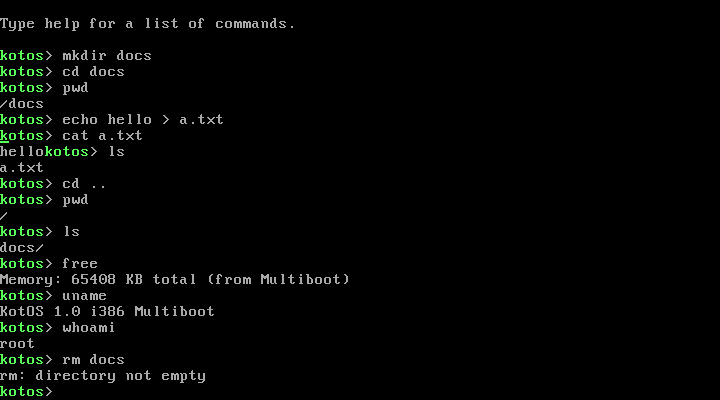 Type help for a list of commands.
kotos> mkdir docs
kotos> cd docs
kotos> pwd
/docs
kotos> echo hello > a.txt
kotos> cat a.txt
hellokotos> ls
a.txt
kotos> cd ..
kotos> pwd
/
kotos> ls
docs/
kotos> free
Memory: 65408 KB total (from Multiboot)
kotos> uname
KotOS 1.0 i386 Multiboot
kotos> whoami
root
kotos> rm docs
rm: directory not empty
kotos>